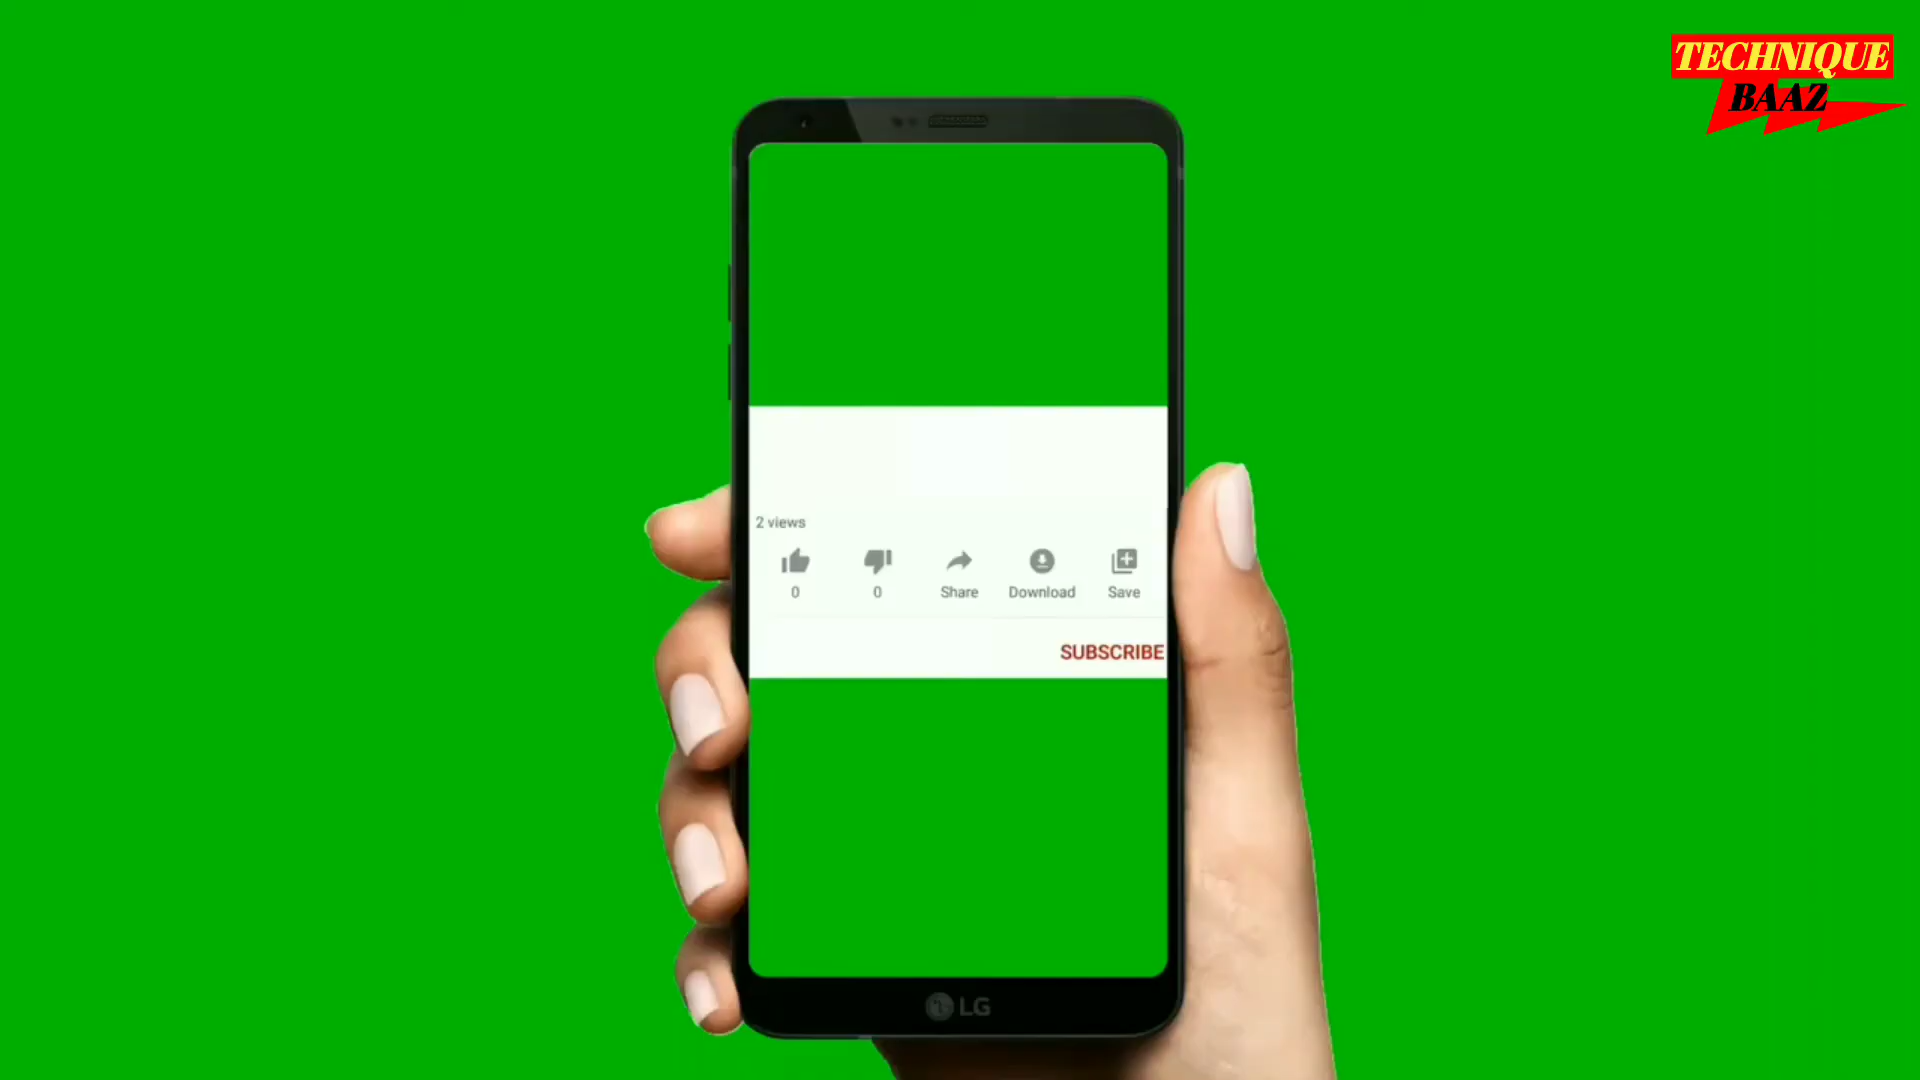 TECHNIQUE
BAAZ
2 views
0 0 Share Download Save
SUBSCRIBE
LG